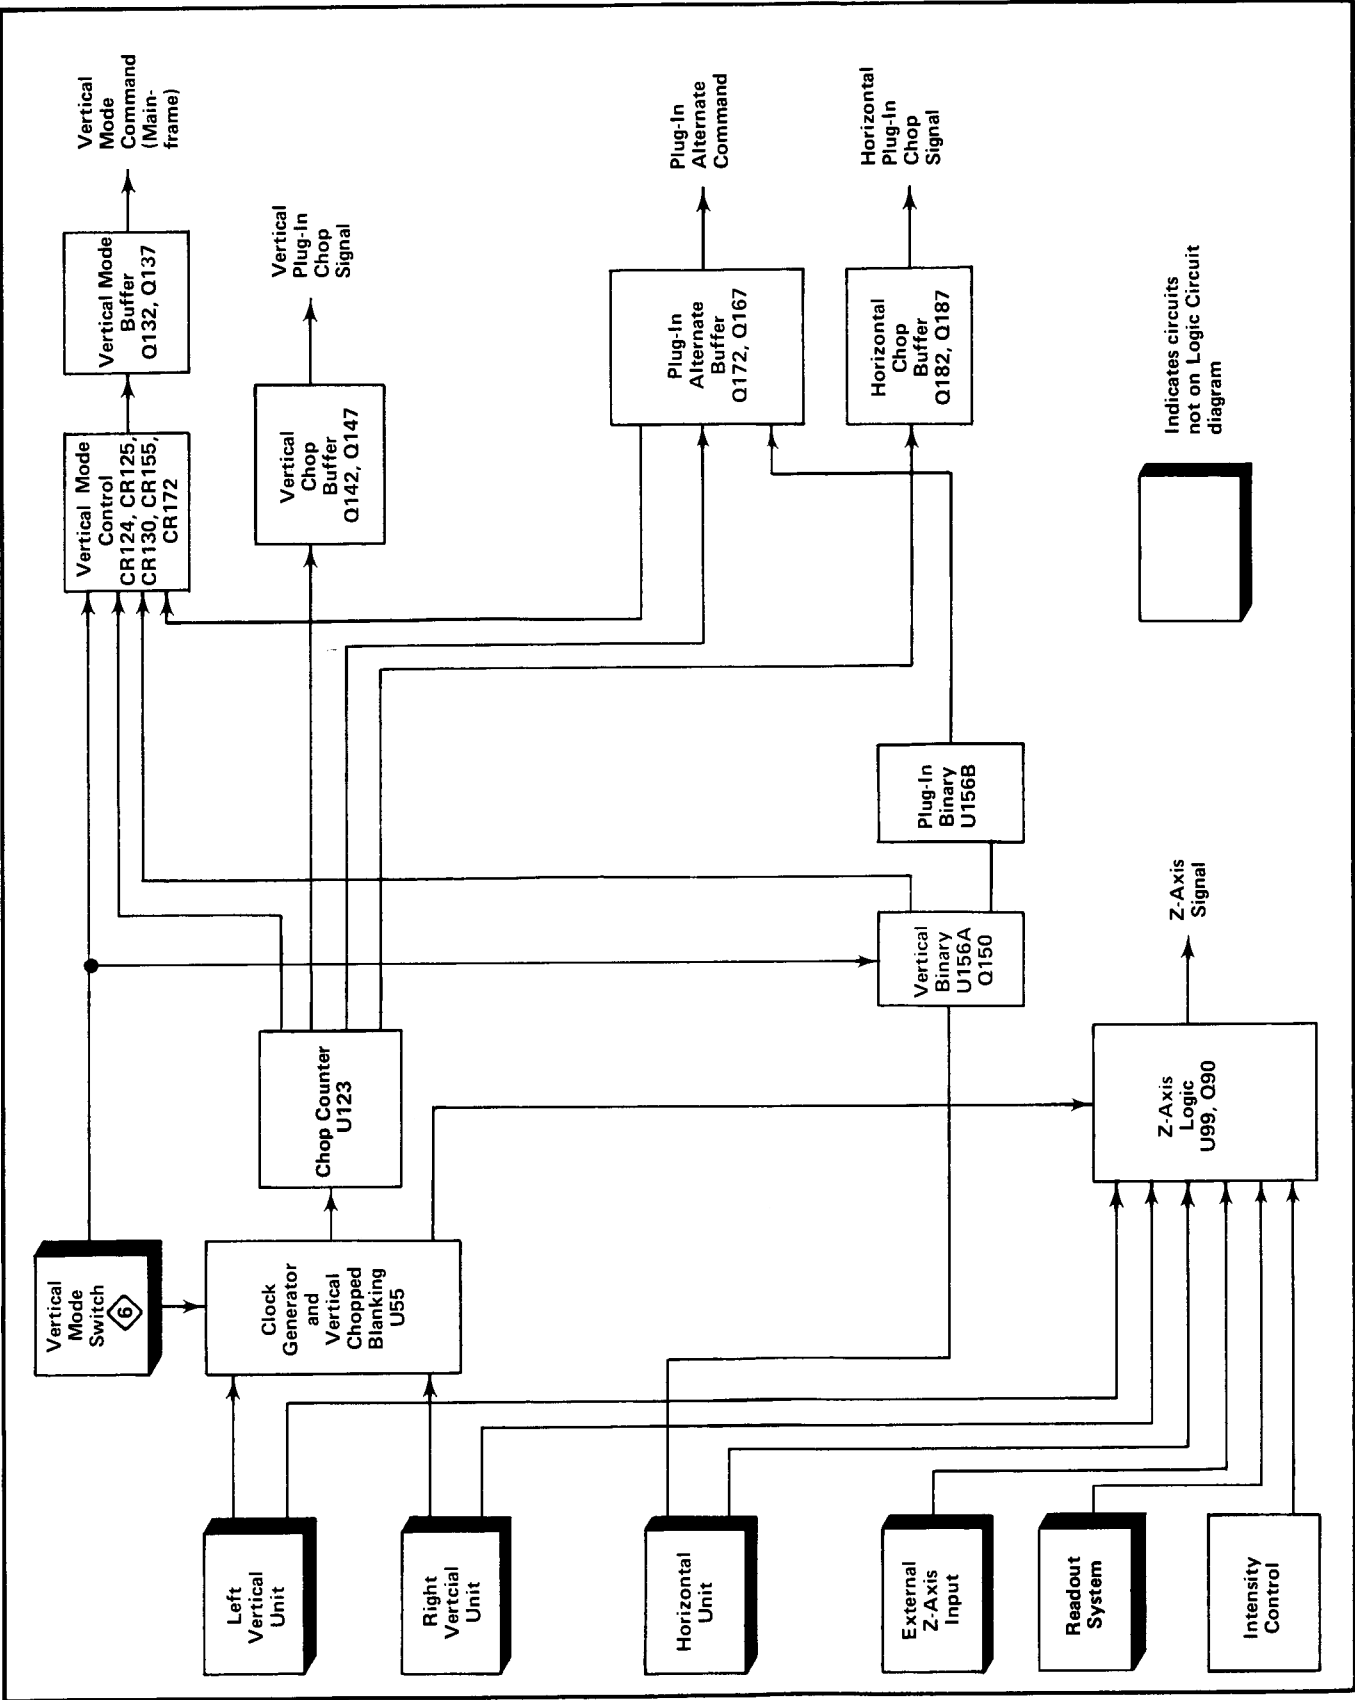 Vertical
Mode
Command
(Main-
frame)
Vertical Mode
Buffer
Q132, Q137
Vertical Mode
Control
CR124, CR125,
CR130, CR155,
CR172
Vertical
Mode
Switch
6
Vertical
Plug-In
Chop
Signal
Vertical
Chop
Buffer
Q142, Q147
Chop Counter
U123
Clock
Generator
and
Vertical
Chopped
Blanking
U55
Left
Vertical
Unit
Right
Vertcial
Unit
Plug-In
Alternate
Command
Plug-In
Alternate
Buffer
Q172, Q167
Horizontal
Unit
Horizontal
Plug-In
Chop
Signal
Horizontal
Chop
Buffer
Q182, Q187
Plug-In
Binary
U156B
Vertical
Binary
U156A
Q150
External
Z-Axis
Input
Z-Axis
Signal
Z-Axis
Logic
U99, Q90
Readout
System
Intensity
Control
Indicates circuits
not on Logic Circuit
diagram